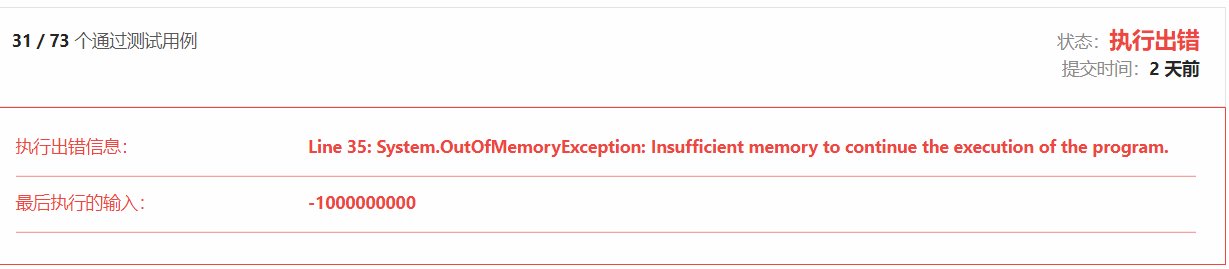 31 / 73 个通过测试用例
状态：执行出错
提交时间：2 天前
执行出错信息：
Line 35: System.OutOfMemoryException: Insufficient memory to continue the execution of the program.
最后执行的输入：
-1000000000